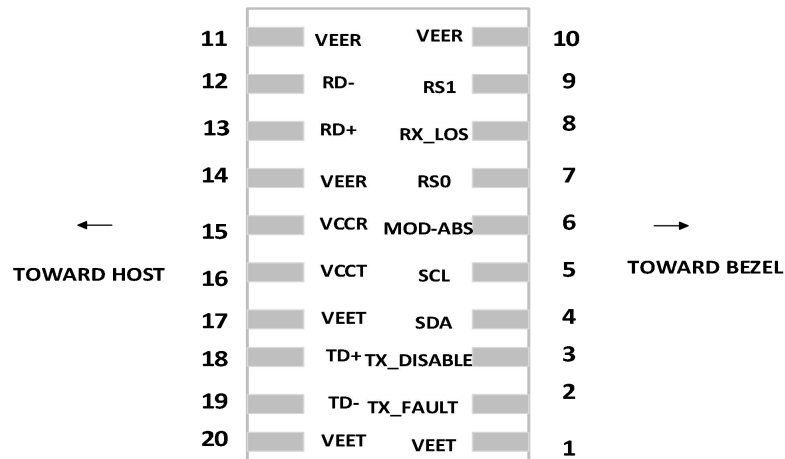 11 VEER VEER 10
12 RD- RS1 9
13 RD+ RX_LOS 8
14 VEER RS0 7
15 VCCR MOD-ABS 6
TOWARD HOST TOWARD BEZEL
16 VCCT SCL 5
17 VEET SDA 4
18 TD+ TX_DISABLE 3
19 TD- TX_FAULT 2
20 VEET VEET 1